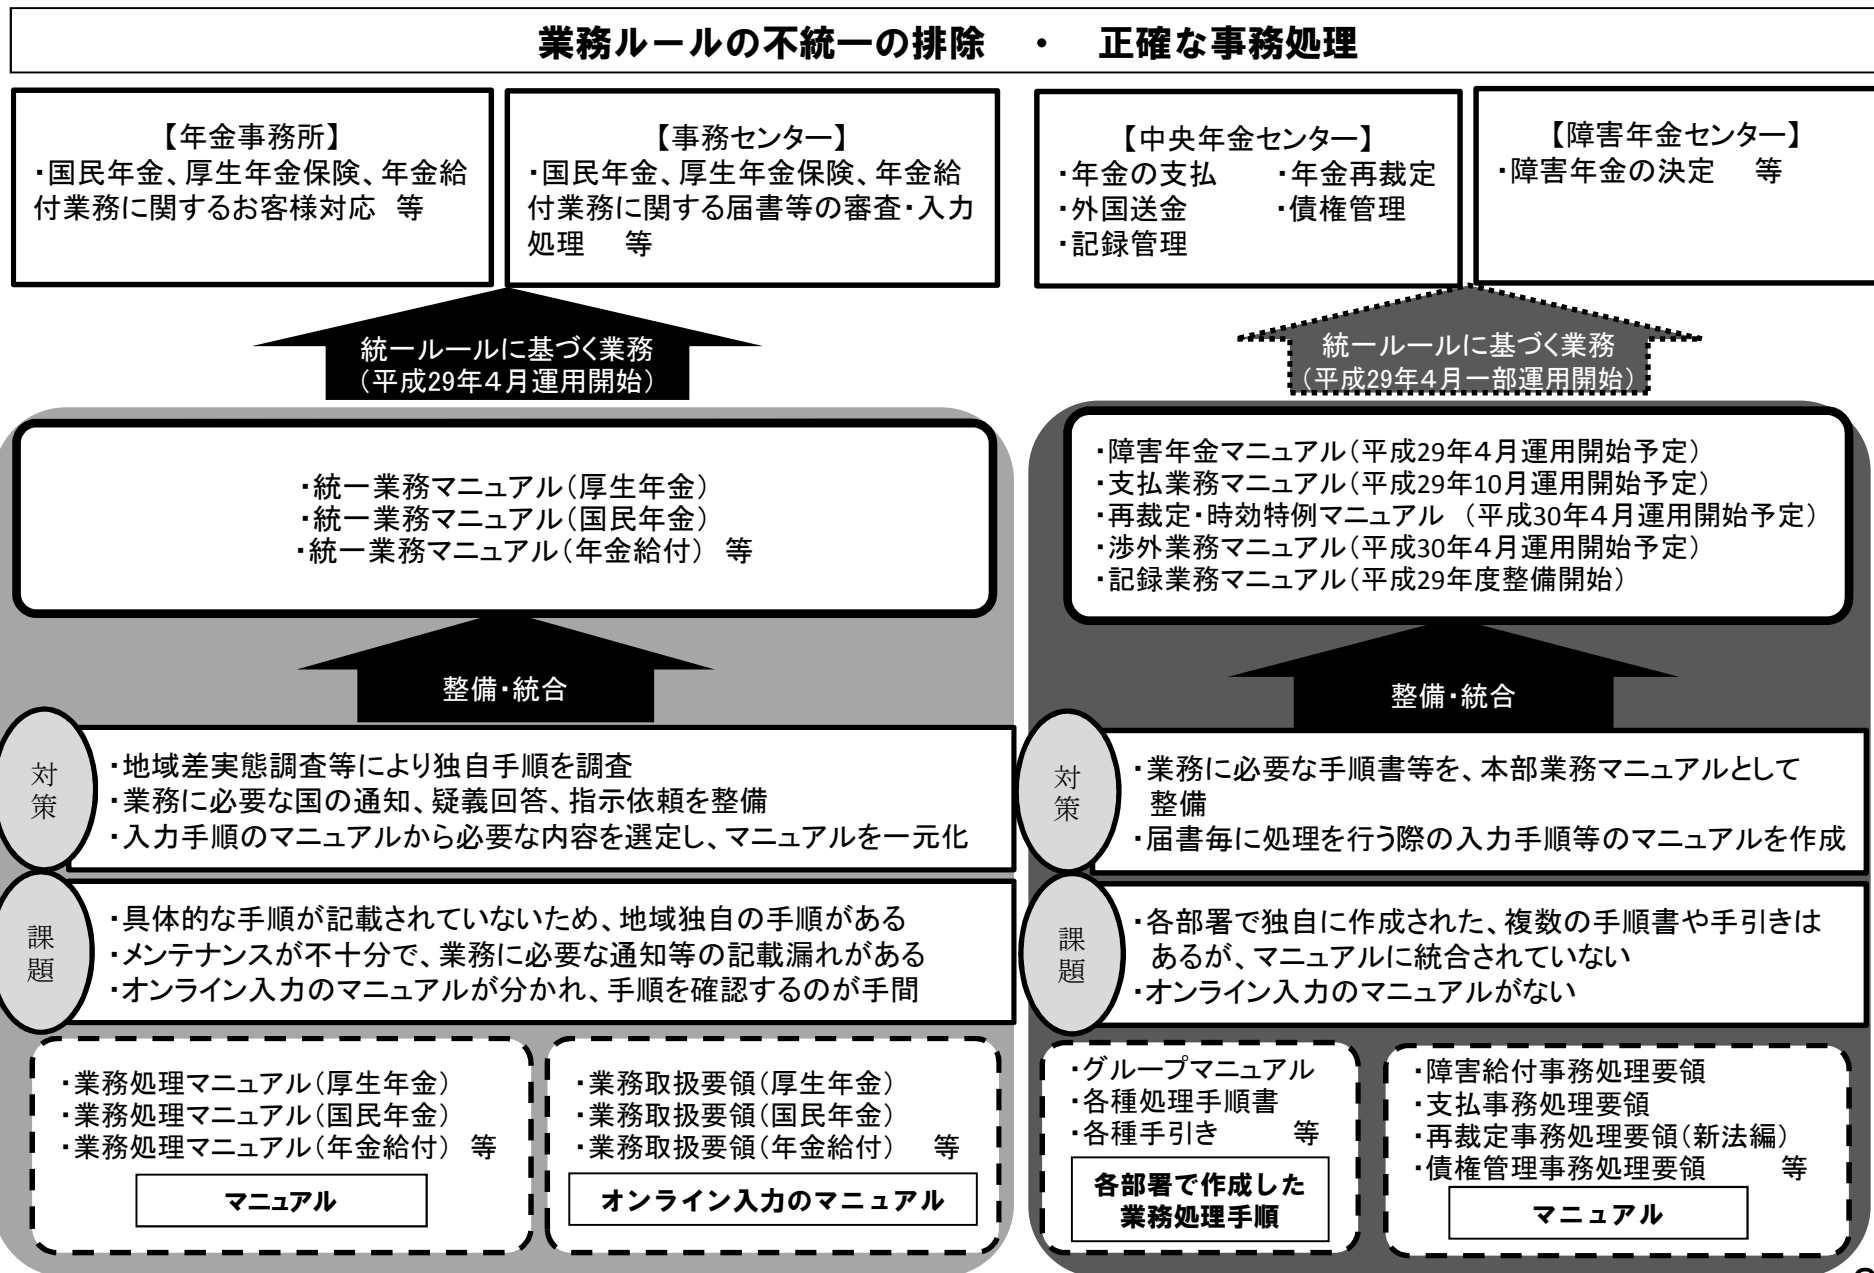 業務ルールの不統一の排除　・　正確な事務処理
【年金事務所】
・国民年金、厚生年金保険、年金給
付業務に関するお客様対応　等
【事務センター】
・国民年金、厚生年金保険、年金給
付業務に関する届書等の審査・入力
処理　等
【中央年金センター】
・年金の支払　・年金再裁定
・外国送金　・債権管理
・記録管理
【障害年金センター】
・障害年金の決定　等
統一ルールに基づく業務
（平成29年４月運用開始）
統一ルールに基づく業務
（平成29年４月一部運用開始）
・統一業務マニュアル（厚生年金）
・統一業務マニュアル（国民年金）
・統一業務マニュアル（年金給付）　等
・障害年金マニュアル（平成29年４月運用開始予定）
・支払業務マニュアル（平成29年10月運用開始予定）
・再裁定・時効特例マニュアル　（平成30年４月運用開始予定）
・渉外業務マニュアル（平成30年４月運用開始予定）
・記録業務マニュアル（平成29年度整備開始）
整備・統合
整備・統合
対
策
・地域差実態調査等により独自手順を調査
・業務に必要な国の通知、疑義回答、指示依頼を整備
・入力手順のマニュアルから必要な内容を選定し、マニュアルを一元化
対
策
・業務に必要な手順書等を、本部業務マニュアルとして
整備
・届書毎に処理を行う際の入力手順等のマニュアルを作成
課
題
・具体的な手順が記載されていないため、地域独自の手順がある
・メンテナンスが不十分で、業務に必要な通知等の記載漏れがある
・オンライン入力のマニュアルが分かれ、手順を確認するのが手間
課
題
・各部署で独自に作成された、複数の手順書や手引きは
あるが、マニュアルに統合されていない
・オンライン入力のマニュアルがない
・業務処理マニュアル（厚生年金）
・業務処理マニュアル（国民年金）
・業務処理マニュアル（年金給付）　等
マニュアル
・業務取扱要領（厚生年金）
・業務取扱要領（国民年金）
・業務取扱要領（年金給付）　等
オンライン入力のマニュアル
・グループマニュアル
・各種処理手順書
・各種手引き　等
各部署で作成した
業務処理手順
・障害給付事務処理要領
・支払事務処理要領
・再裁定事務処理要領（新法編）
・債権管理事務処理要領　等
マニュアル